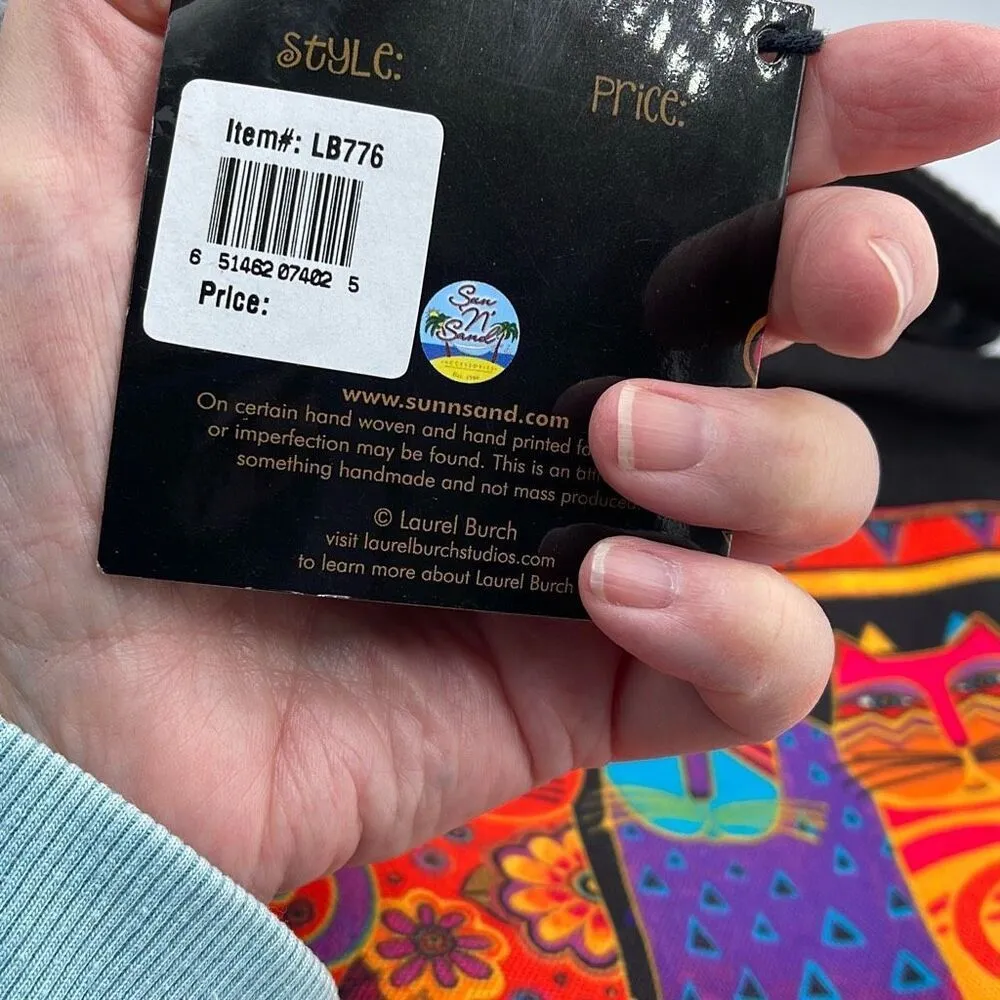 STYLE:
Price:
Item#: LB776
6 51462 07402 5
Price:
Sun
N'
Sand
ACCESSORIES
www.sunnsand.com
On certain hand woven and hand printed
or imperfection may be found. This is an
something handmade and not mass produced
© Laurel Burch
visit laurelburchstudios.com
to learn more about Laurel Burch